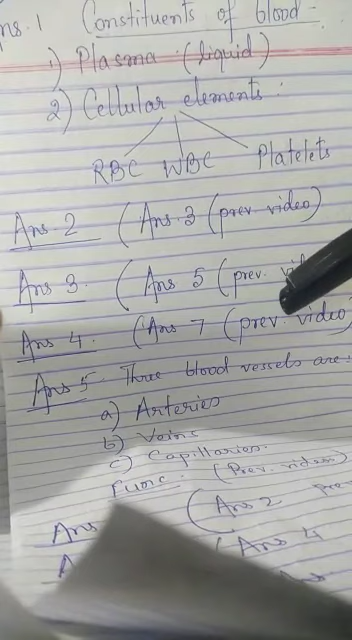 Ans. 1 Constituents of blood :-
1) Plasma (liquid)
2) Cellular elements :
RBC WBC Platelets
Ans. 2 (Ans. 3 (prev. video)
Ans 3. (Ans 5 (prev.
Ans 4. (Ans 7 (prev. video)
Ans 5. Three blood vessels are :
a) Arteries
b) Veins
c) Capillaries.
Func. (Prev. video)
Ans (Ans 2
(Ans 4
Ans